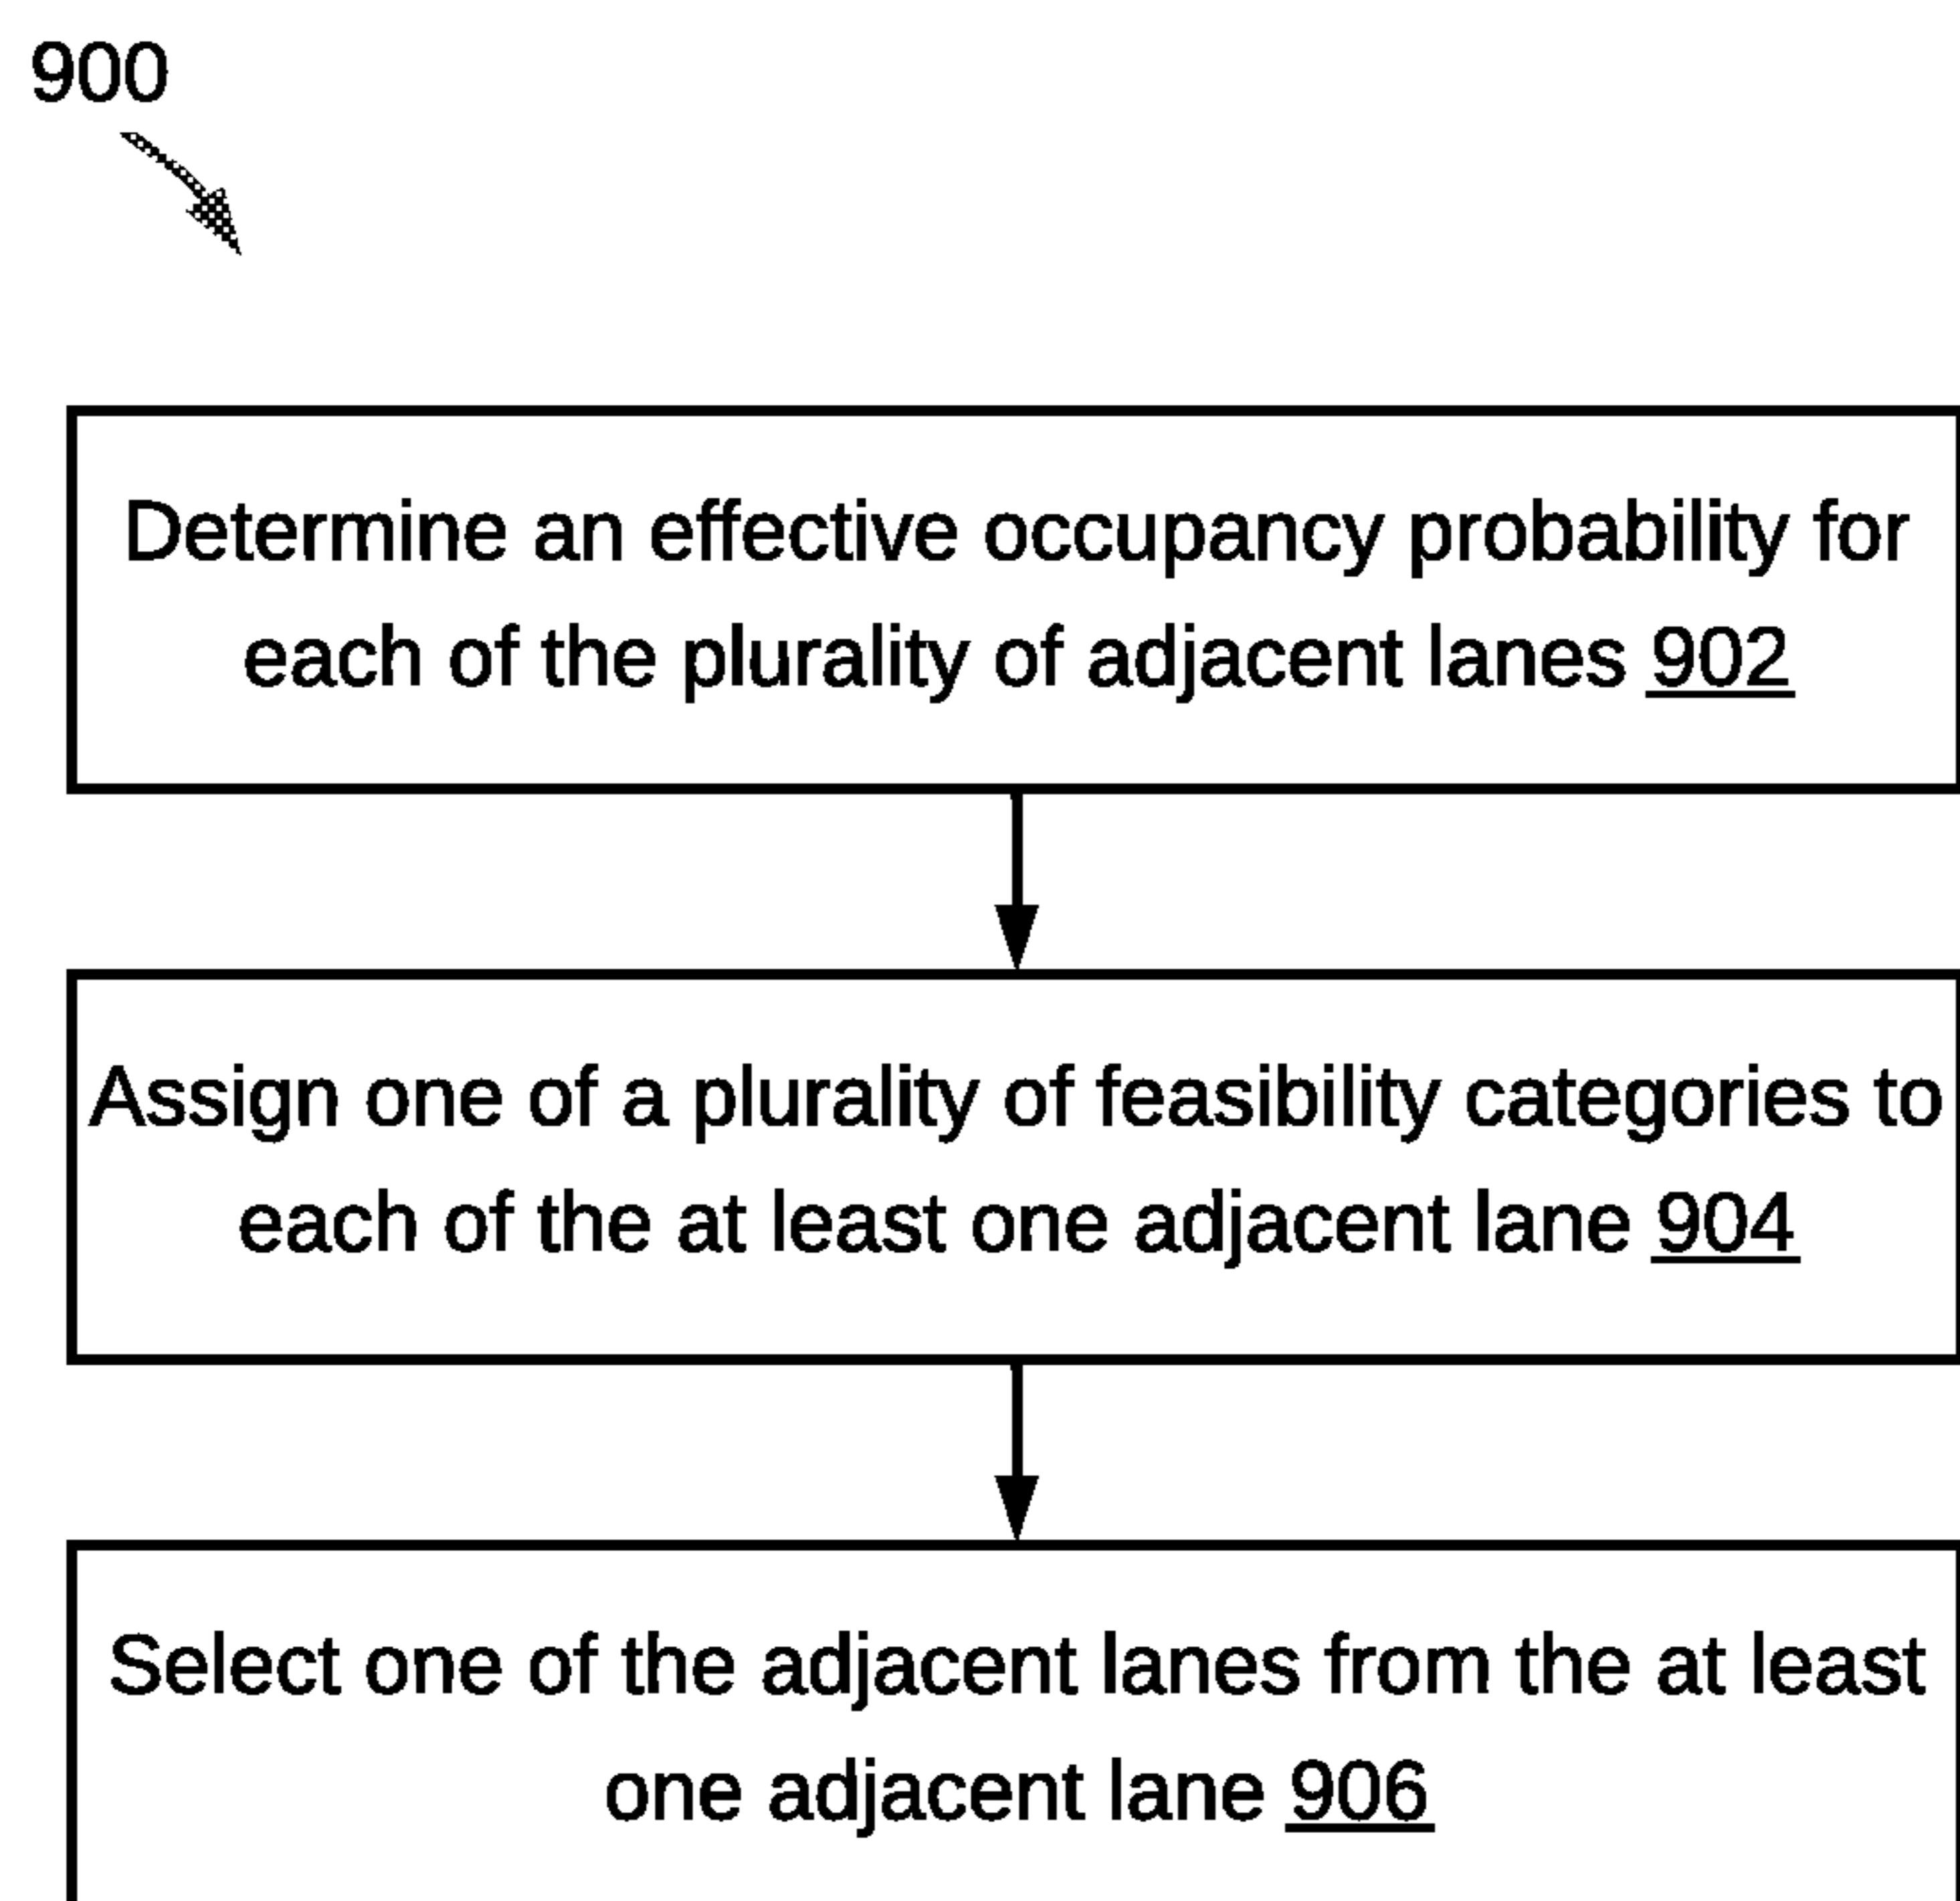 900
Determine an effective occupancy probability for
each of the plurality of adjacent lanes 902
Assign one of a plurality of feasibility categories to
each of the at least one adjacent lane 904
Select one of the adjacent lanes from the at least
one adjacent lane 906